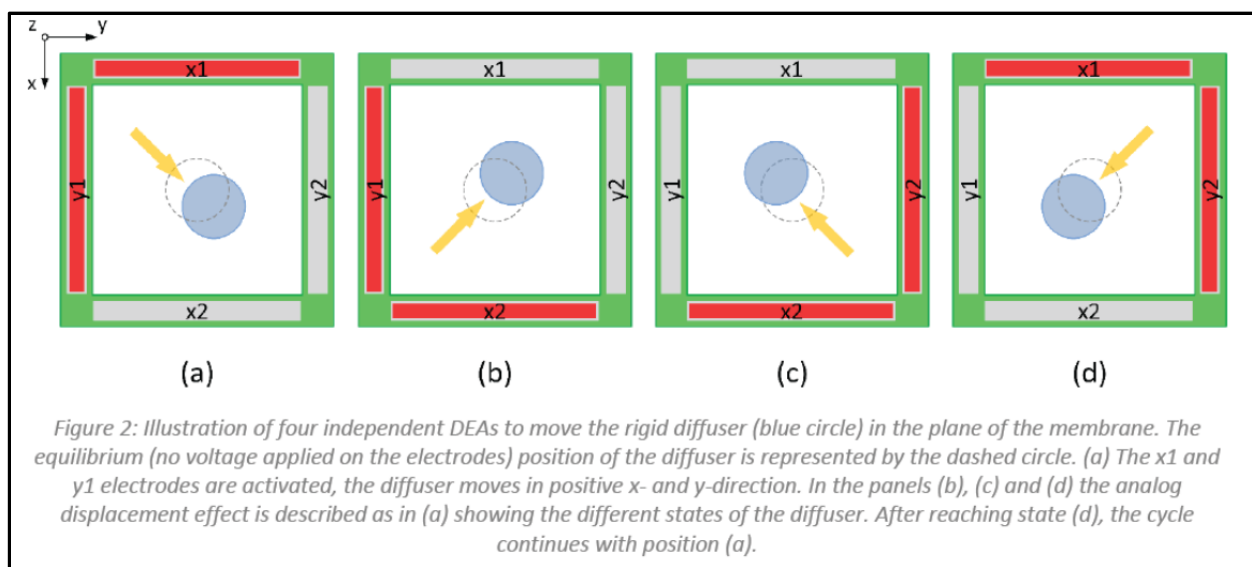 z
y
x
x1
x1
x1
x1
y1
y2
y1
y2
y1
y2
y1
y2
x2
x2
x2
x2
(a)
(b)
(c)
(d)
Figure 2: Illustration of four independent DEAs to move the rigid diffuser (blue circle) in the plane of the membrane. The
equilibrium (no voltage applied on the electrodes) position of the diffuser is represented by the dashed circle. (a) The x1 and
y1 electrodes are activated, the diffuser moves in positive x- and y-direction. In the panels (b), (c) and (d) the analog
displacement effect is described as in (a) showing the different states of the diffuser. After reaching state (d), the cycle
continues with position (a).